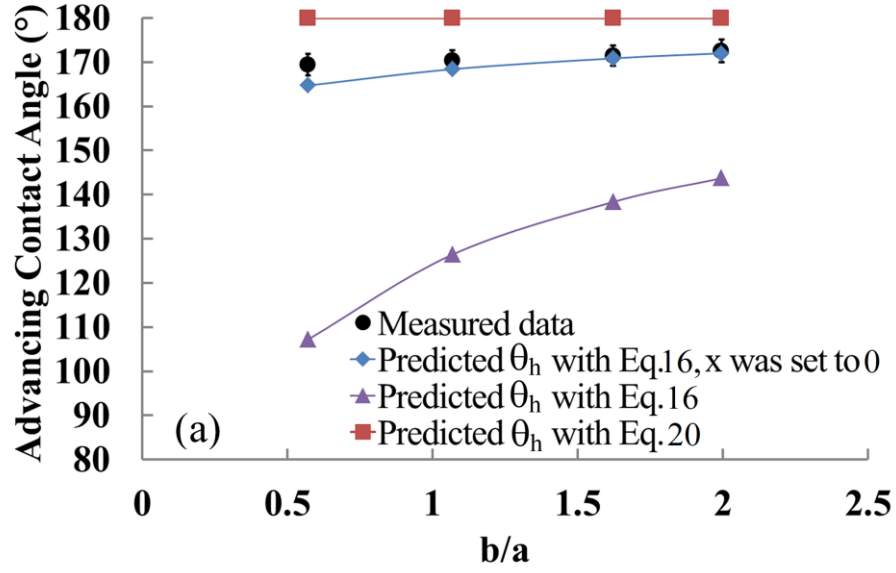 Advancing Contact Angle (°)
180
170
160
150
140
130
120
110
100
90
80
Measured data
Predicted θh with Eq.16, x was set to 0
Predicted θh with Eq.16
Predicted θh with Eq.20
(a)
0
0.5
1
1.5
2
2.5
b/a